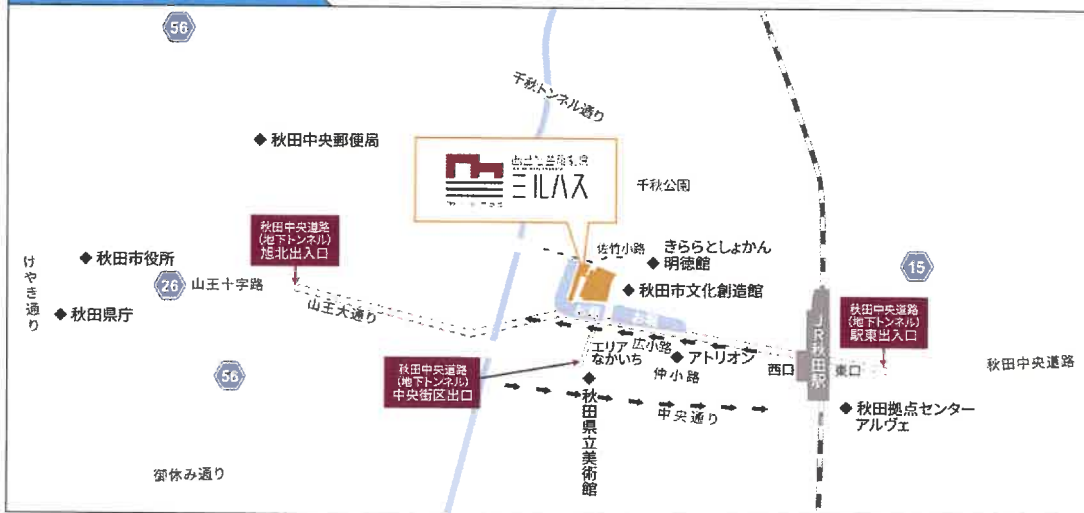 56
千秋トンネル通り
秋田中央郵便局
ミルハス
千秋公園
佐竹小路
きららとしょかん
明徳館
秋田市文化創造館
お堀
秋田中央道路
(地下トンネル)
旭北出入口
けやき通り
秋田市役所
26
山王十字路
秋田県庁
山王大通り
56
秋田中央道路
(地下トンネル)
中央街区出口
エリア
なかいち
広小路
アトリオン
仲小路
中央通り
秋田県立美術館
御休み通り
15
秋田中央道路
(地下トンネル)
駅東出入口
JR秋田駅
西口
東口
秋田中央道路
秋田拠点センター
アルヴェ